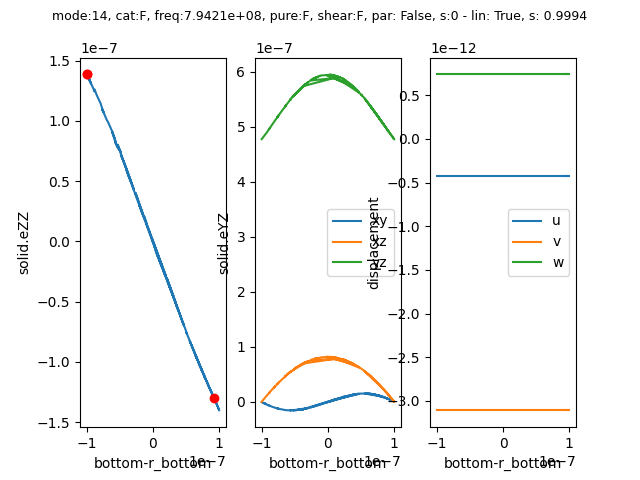 mode:14, cat:F, freq:7.9421e+08, pure:F, shear:F, par: False, s:0 - lin: True, s: 0.9994
1e−7
1.5
1.0
0.5
0.0
−0.5
−1.0
−1.5
solid.eZZ
−1 0 1
bottom-r_bottom
1e−7
1e−7
6
5
4
3
2
1
0
solid.eYZ
xy
xz
yz
−1 0 1
bottom-r_bottom
1e−7
1e−12
0.5
0.0
−0.5
−1.0
−1.5
−2.0
−2.5
−3.0
displacement
u
v
w
−1 0 1
bottom-r_bottom
1e−7